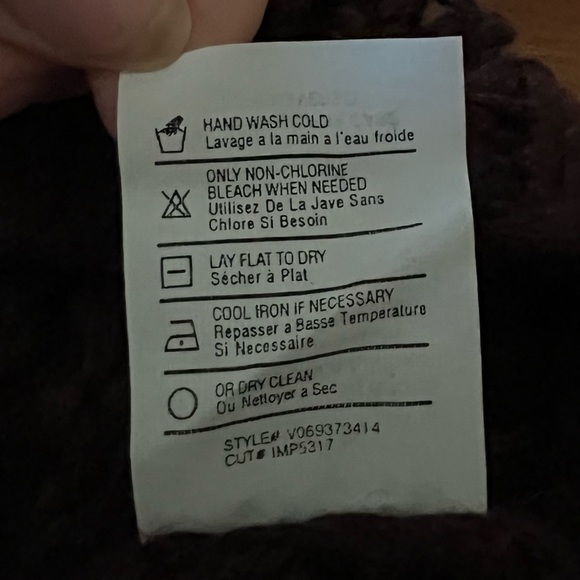 HAND WASH COLD
Lavage a la main a l'eau froide
ONLY NON-CHLORINE
BLEACH WHEN NEEDED
Utilisez De La Jave Sans
Chlore Si Besoin
LAY FLAT TO DRY
Sécher à Plat
COOL IRON IF NECESSARY
Repasser a Basse Temperature
Si Necessaire
OR DRY CLEAN
Ou Nettoyer a Sec
STYLE# V069373414
CUT# IMP5317